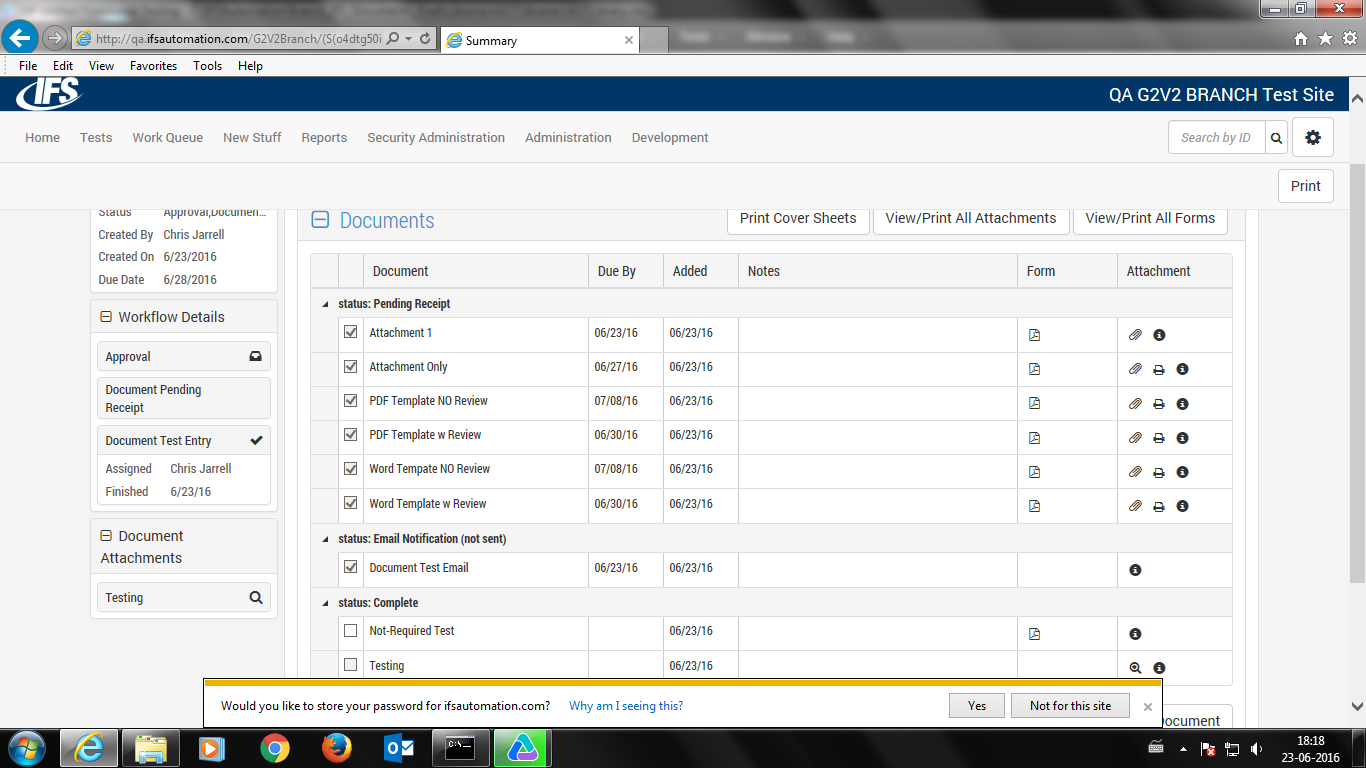 http://qa.ifsautomation.com/G2V2Branch/(S(o4dtg50i
Summary
File Edit View Favorites Tools Help
IFS
QA G2V2 BRANCH Test Site
Home Tests Work Queue New Stuff Reports Security Administration Administration Development
Search by ID
Print
Status Approval,Documen...
Created By Chris Jarrell
Created On 6/23/2016
Due Date 6/28/2016
Workflow Details
Approval
Document Pending
Receipt
Document Test Entry
Assigned Chris Jarrell
Finished 6/23/16
Document
Attachments
Testing
Documents Print Cover Sheets View/Print All Attachments View/Print All Forms
Document Due By Added Notes Form Attachment
status: Pending Receipt
Attachment 1 06/23/16 06/23/16
Attachment Only 06/27/16 06/23/16
PDF Template NO Review 07/08/16 06/23/16
PDF Template w Review 06/30/16 06/23/16
Word Tempate NO Review 07/08/16 06/23/16
Word Template w Review 06/30/16 06/23/16
status: Email Notification (not sent)
Document Test Email 06/23/16 06/23/16
status: Complete
Not-Required Test 06/23/16
Testing 06/23/16
Would you like to store your password for ifsautomation.com? Why am I seeing this? Yes Not for this site
ocument
18:18
23-06-2016